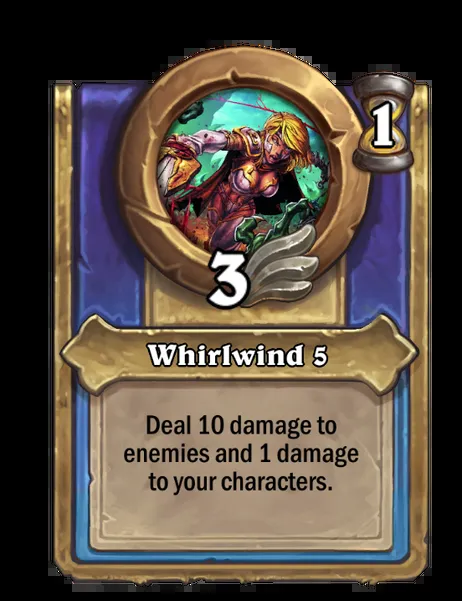 1
3
Whirlwind 5
Deal 10 damage to
enemies and 1 damage
to your characters.